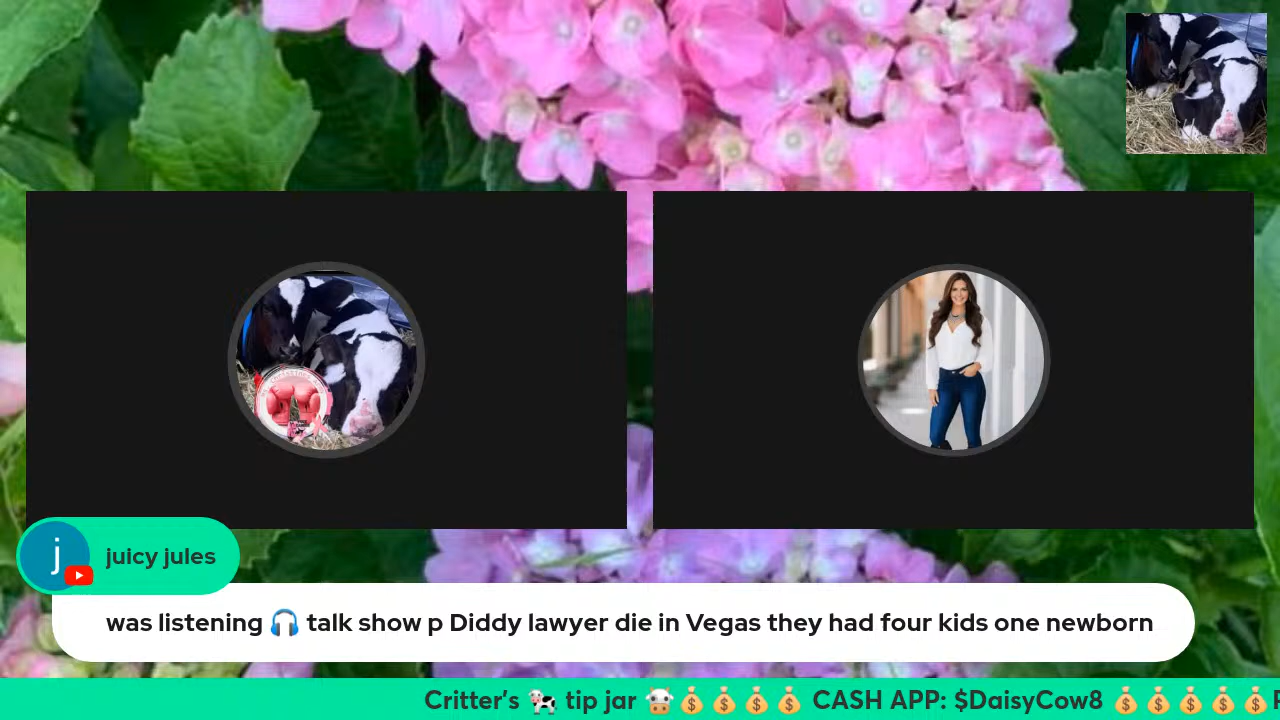 juicy jules
was listening 🎧 talk show p Diddy lawyer die in Vegas they had four kids one newborn
Critter's 🐄 tip jar 🐮💰💰💰💰 CASH APP: $DaisyCow8 💰💰💰💰💰